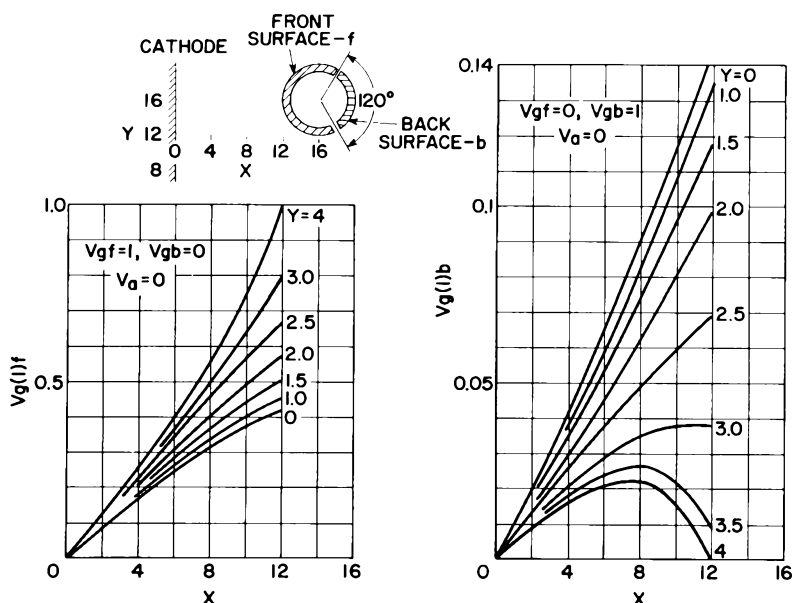 FRONT
SURFACE-f
CATHODE
16
120°
Y 12
BACK
SURFACE-b
0 4 8 12 16
8
X
1.0
Vgf=1, Vgb=0
Va=0
Y=4
3.0
2.5
2.0
1.5
1.0
0
0.5
Vg(1)f
0 4 8 12 16
X
0.14
Vgf=0, Vgb=1
Va=0
Y=0
1.0
1.5
2.0
2.5
3.0
3.5
4
0.1
0.05
Vg(1)b
0 4 8 12 16
X